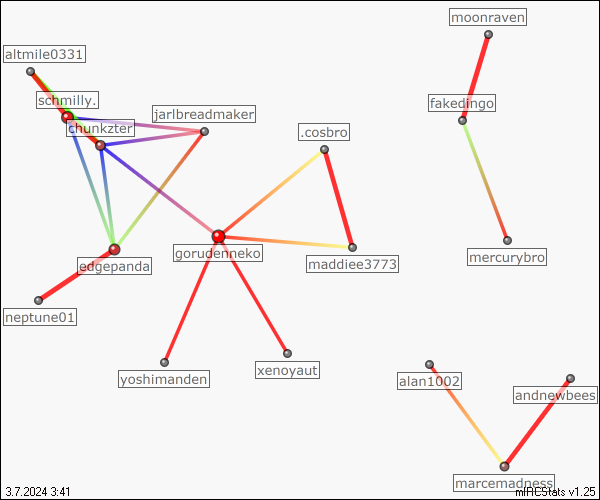 moonraven
altmile0331
schmilly.
fakedingo
jarlbreadmaker
chunkzter
.cosbro
gorudenneko
mercurybro
edgepanda
maddiee3773
neptune01
xenoyaut
yoshimanden
alan1002
andnewbees
marcemadness
3.7.2024 3:41
mIRCStats v1.25